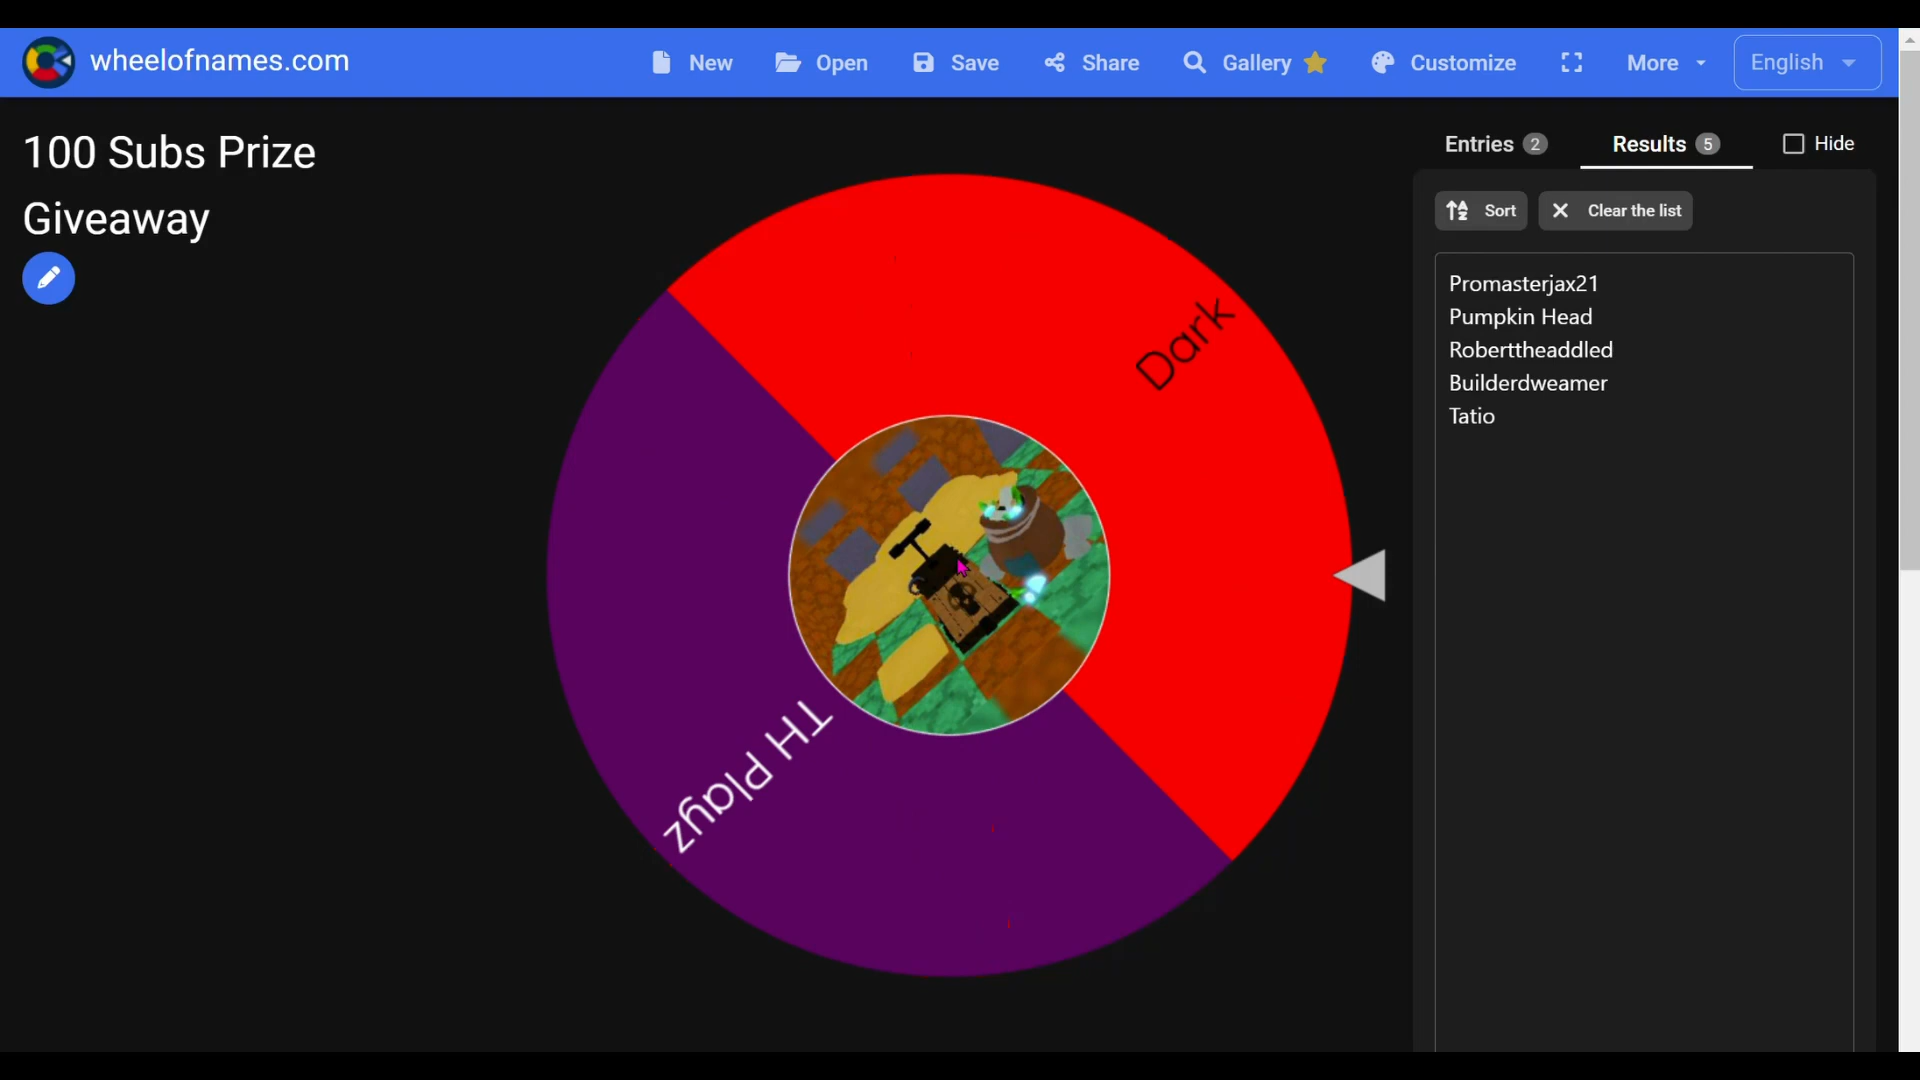 wheelofnames.com
New
Open
Save
Share
Gallery
Customize
More
English
100 Subs Prize
Giveaway
Entries 2
Results 5
Hide
Sort
Clear the list
Promasterjax21
Pumpkin Head
Roberttheaddled
Builderdweamer
Tatio
Dark
TH Playz